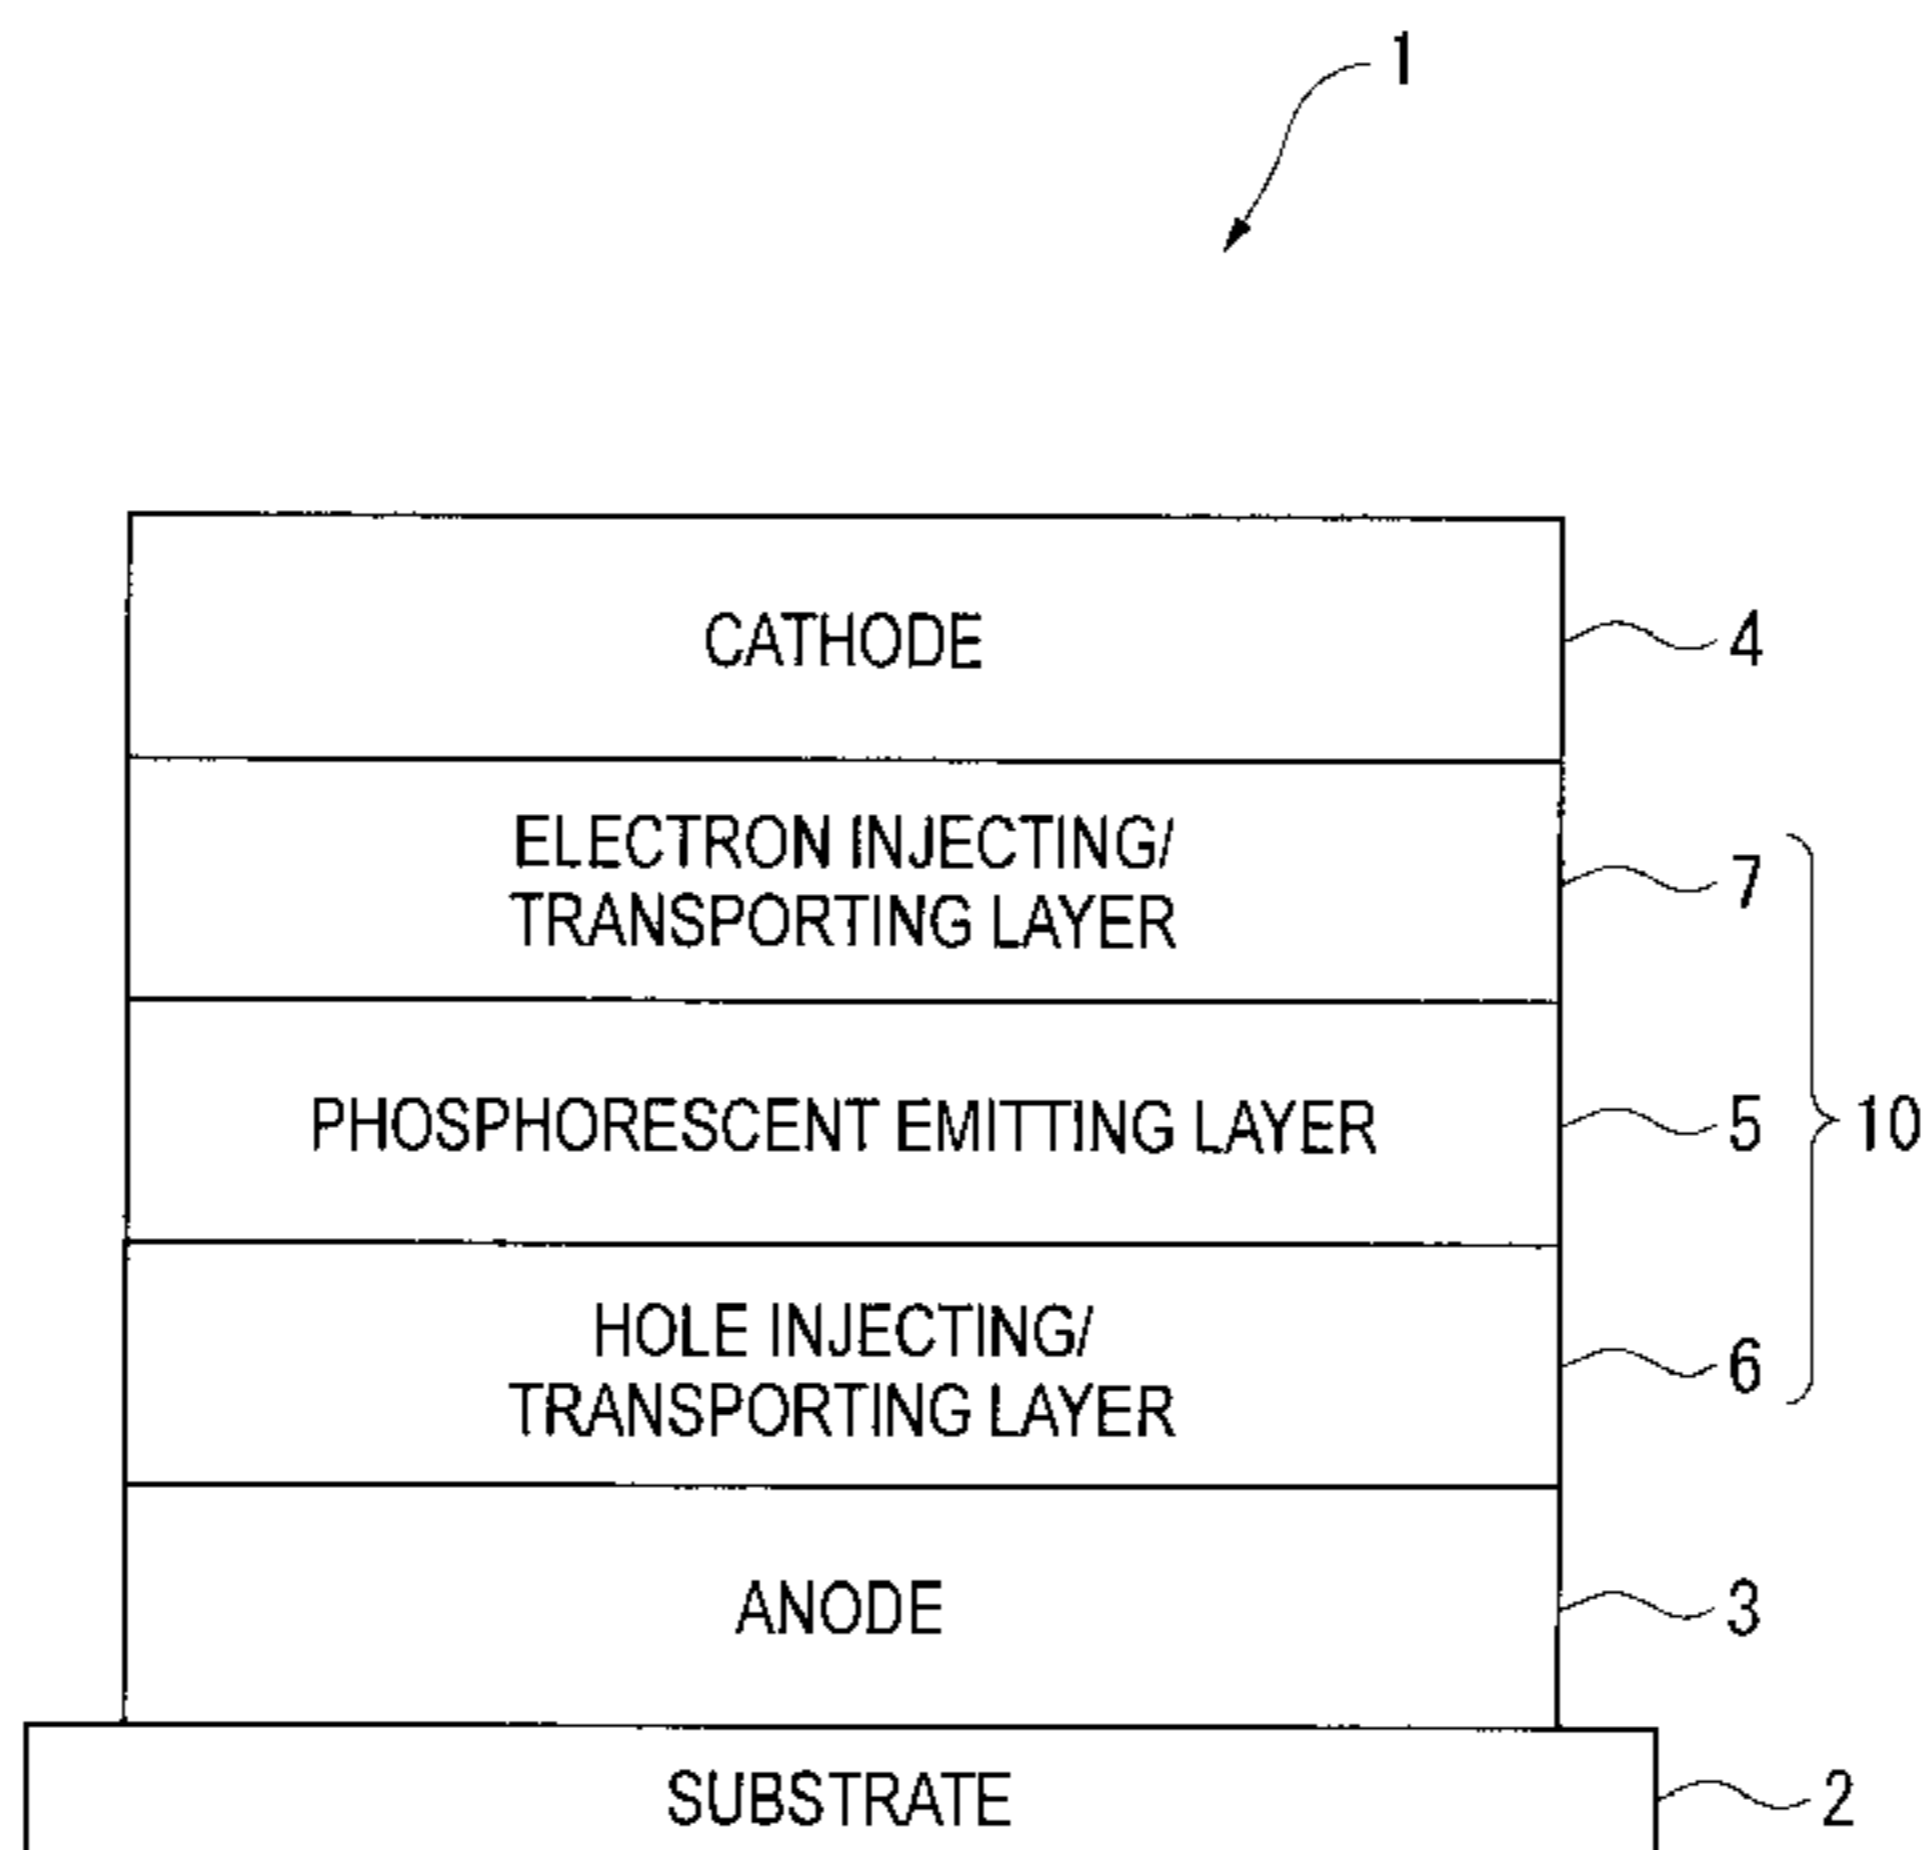 1
CATHODE
4
ELECTRON INJECTING/
TRANSPORTING LAYER
7
PHOSPHORESCENT EMITTING LAYER
5
10
HOLE INJECTING/
TRANSPORTING LAYER
6
ANODE
3
SUBSTRATE
2